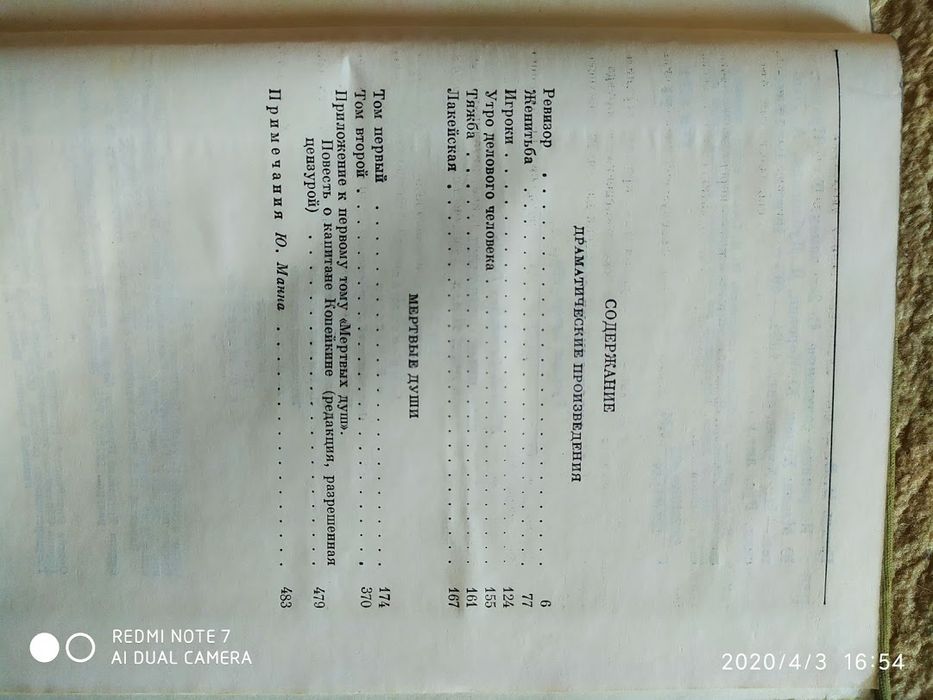 СОДЕРЖАНИЕ
ДРАМАТИЧЕСКИЕ ПРОИЗВЕДЕНИЯ
Ревизор . . . . . . . . . . . . . . . . . . . . 6
Женитьба . . . . . . . . . . . . . . . . . . . 77
Игроки . . . . . . . . . . . . . . . . . . . . 124
Утро делового человека . . . . . . . . . . . . 155
Тяжба . . . . . . . . . . . . . . . . . . . . 161
Лакейская . . . . . . . . . . . . . . . . . . 167
МЕРТВЫЕ ДУШИ
Том первый . . . . . . . . . . . . . . . . . . 174
Том второй . . . . . . . . . . . . . . . . . . 370
Приложение к первому тому «Мертвых душ».
Повесть о капитане Копейкине (редакция, разрешенная
цензурой) . . . . . . . . . . . . . . . . . . 479
Примечания Ю. Манна . . . . . . . . . . . . . 483
REDMI NOTE 7
AI DUAL CAMERA
2020/4/3 16:54